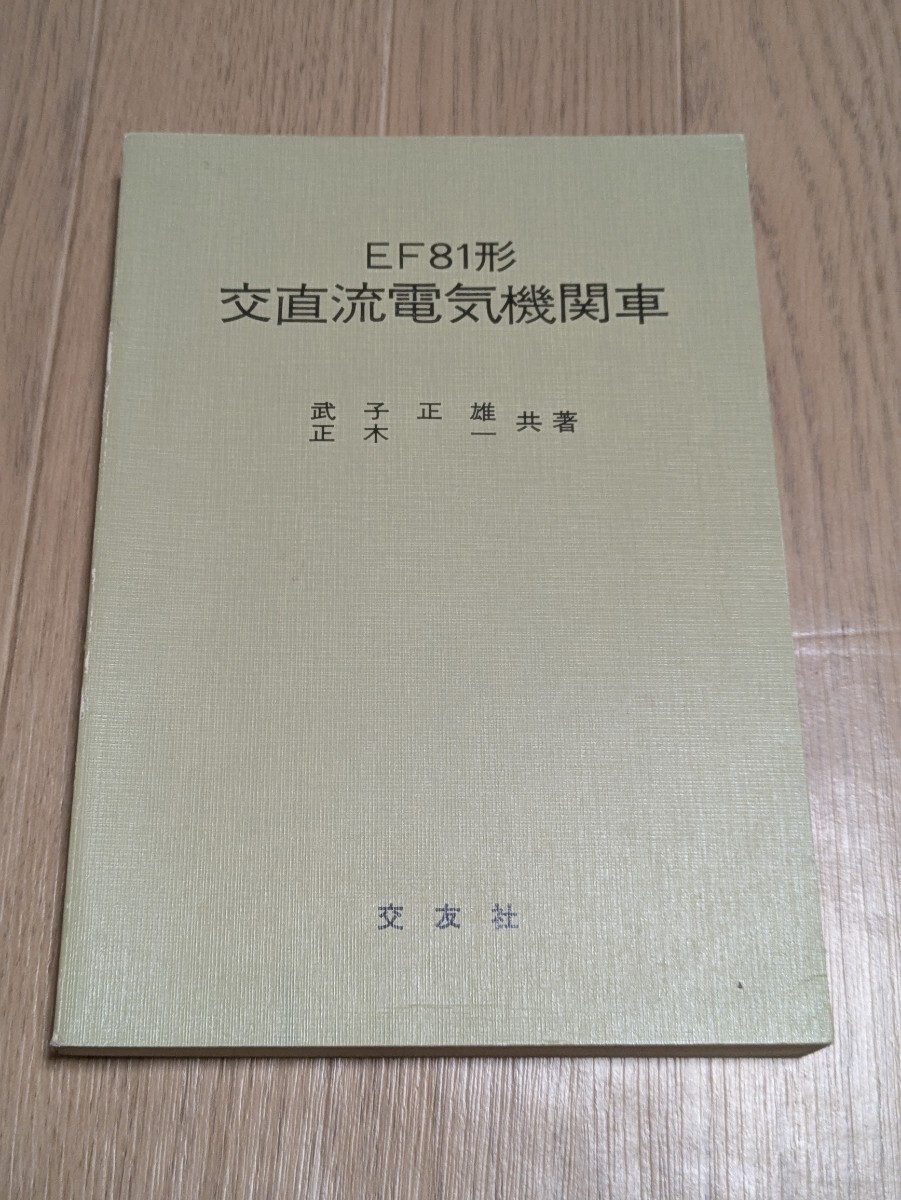 EF81形
交直流電気機関車
武子正雄
正木一 共著
交友社